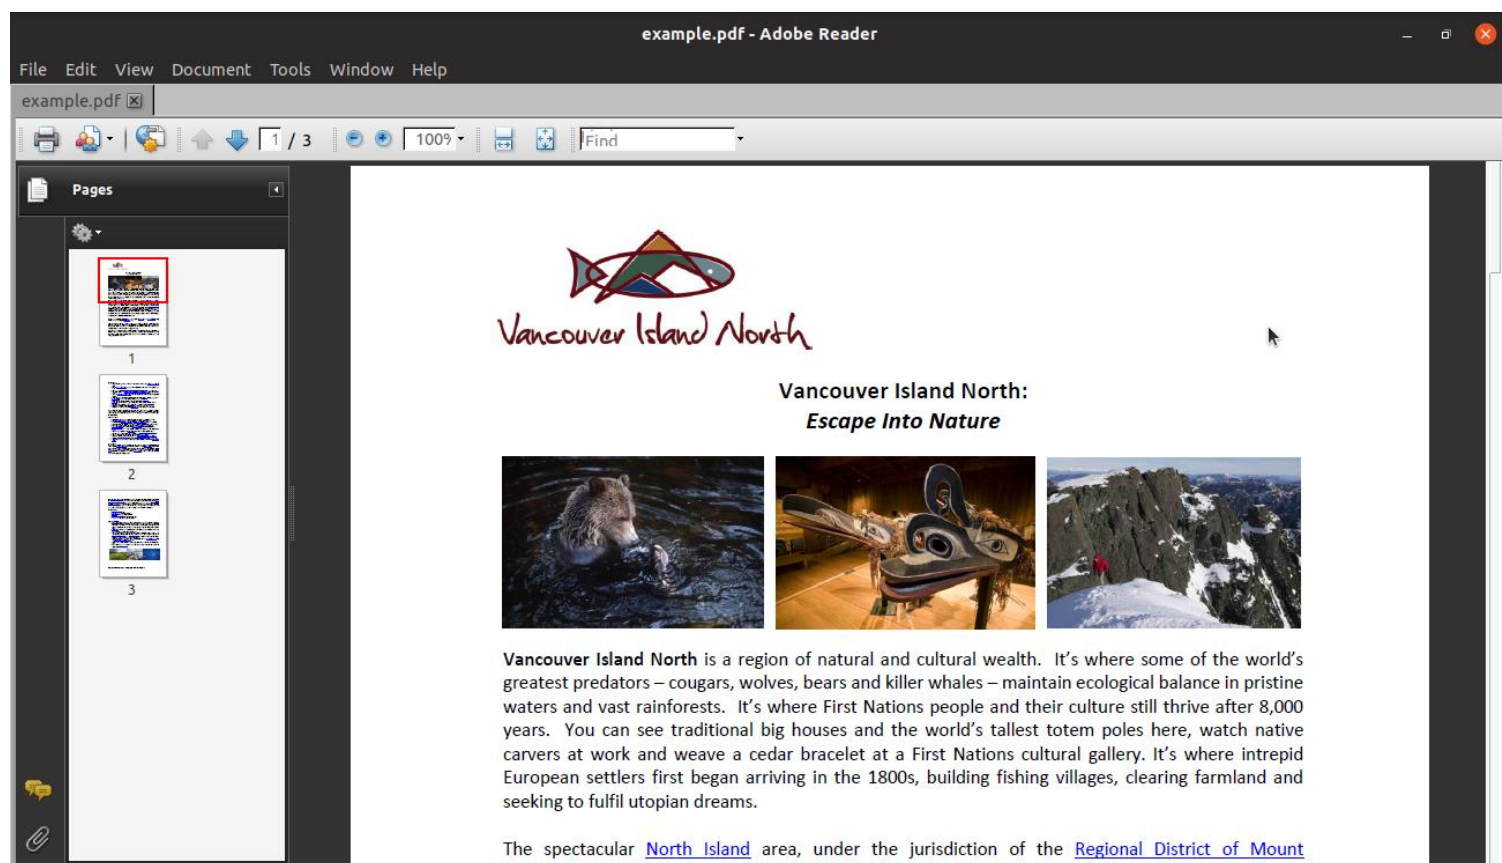 example.pdf - Adobe Reader
File Edit View Document Tools Window Help
example.pdf
1 / 3 100% Find
Pages
1
2
3
Vancouver Island North
Vancouver Island North:
Escape Into Nature
Vancouver Island North is a region of natural and cultural wealth. It's where some of the world's
greatest predators – cougars, wolves, bears and killer whales – maintain ecological balance in pristine
waters and vast rainforests. It's where First Nations people and their culture still thrive after 8,000
years. You can see traditional big houses and the world's tallest totem poles here, watch native
carvers at work and weave a cedar bracelet at a First Nations cultural gallery. It's where intrepid
European settlers first began arriving in the 1800s, building fishing villages, clearing farmland and
seeking to fulfil utopian dreams.
The spectacular North Island area, under the jurisdiction of the Regional District of Mount